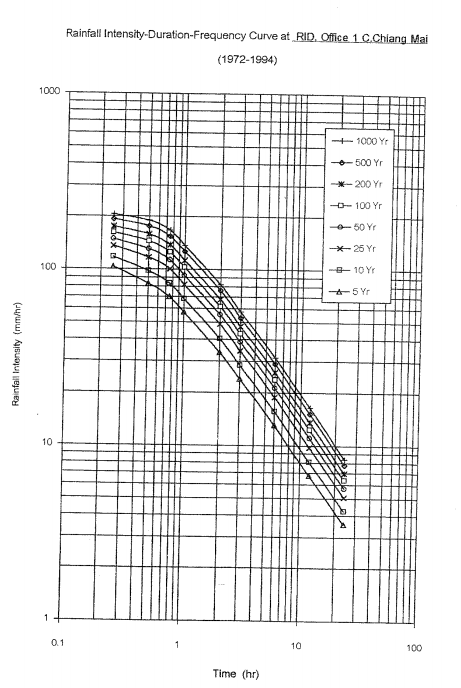 Rainfall Intensity-Duration-Frequency Curve at RID. Office 1 C.Chiang Mai
(1972-1994)
1000
1000 Yr
500 Yr
200 Yr
100 Yr
50 Yr
25 Yr
10 Yr
5 Yr
100
Rainfall Intensity (mm/hr)
10
1
0.1
1
10
100
Time (hr)